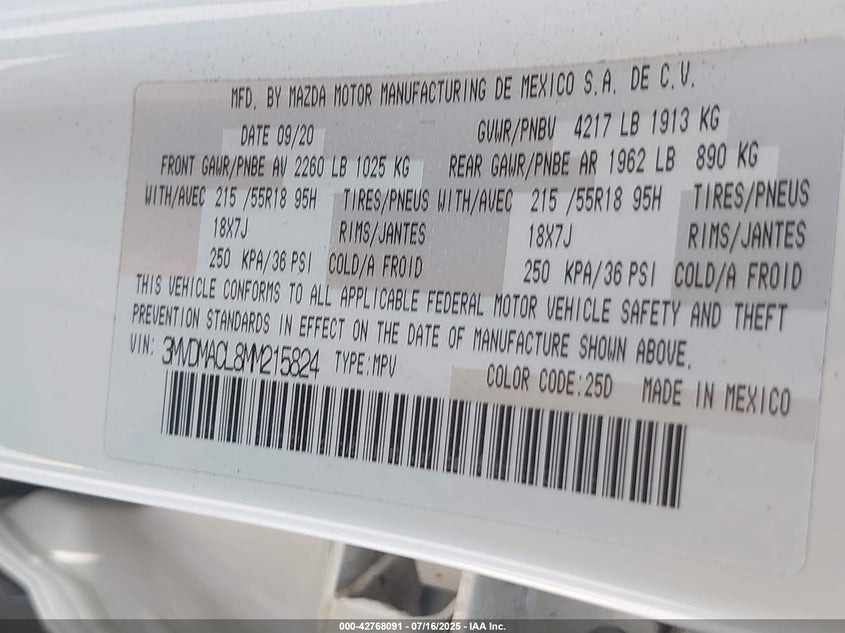 MFD. BY MAZDA MOTOR MANUFACTURING DE MEXICO S.A. DE C.V.
DATE 09/20 GVWR/PNBV 4217 LB 1913 KG
FRONT GAWR/PNBE AV 2260 LB 1025 KG REAR GAWR/PNBE AR 1962 LB 890 KG
WITH/AVEC 215 /55R18 95H TIRES/PNEUS WITH/AVEC 215 /55R18 95H TIRES/PNEUS
18X7J RIMS/JANTES 18X7J RIMS/JANTES
250 KPA/36 PSI COLD/A FROID 250 KPA/36 PSI COLD/A FROID
THIS VEHICLE CONFORMS TO ALL APPLICABLE FEDERAL MOTOR VEHICLE SAFETY AND THEFT
PREVENTION STANDARDS IN EFFECT ON THE DATE OF MANUFACTURE SHOWN ABOVE.
VIN: 3MVDMACL8MM215824 TYPE:MPV COLOR CODE:25D MADE IN MEXICO
000-42768091 - 07/16/2025 - IAA Inc.